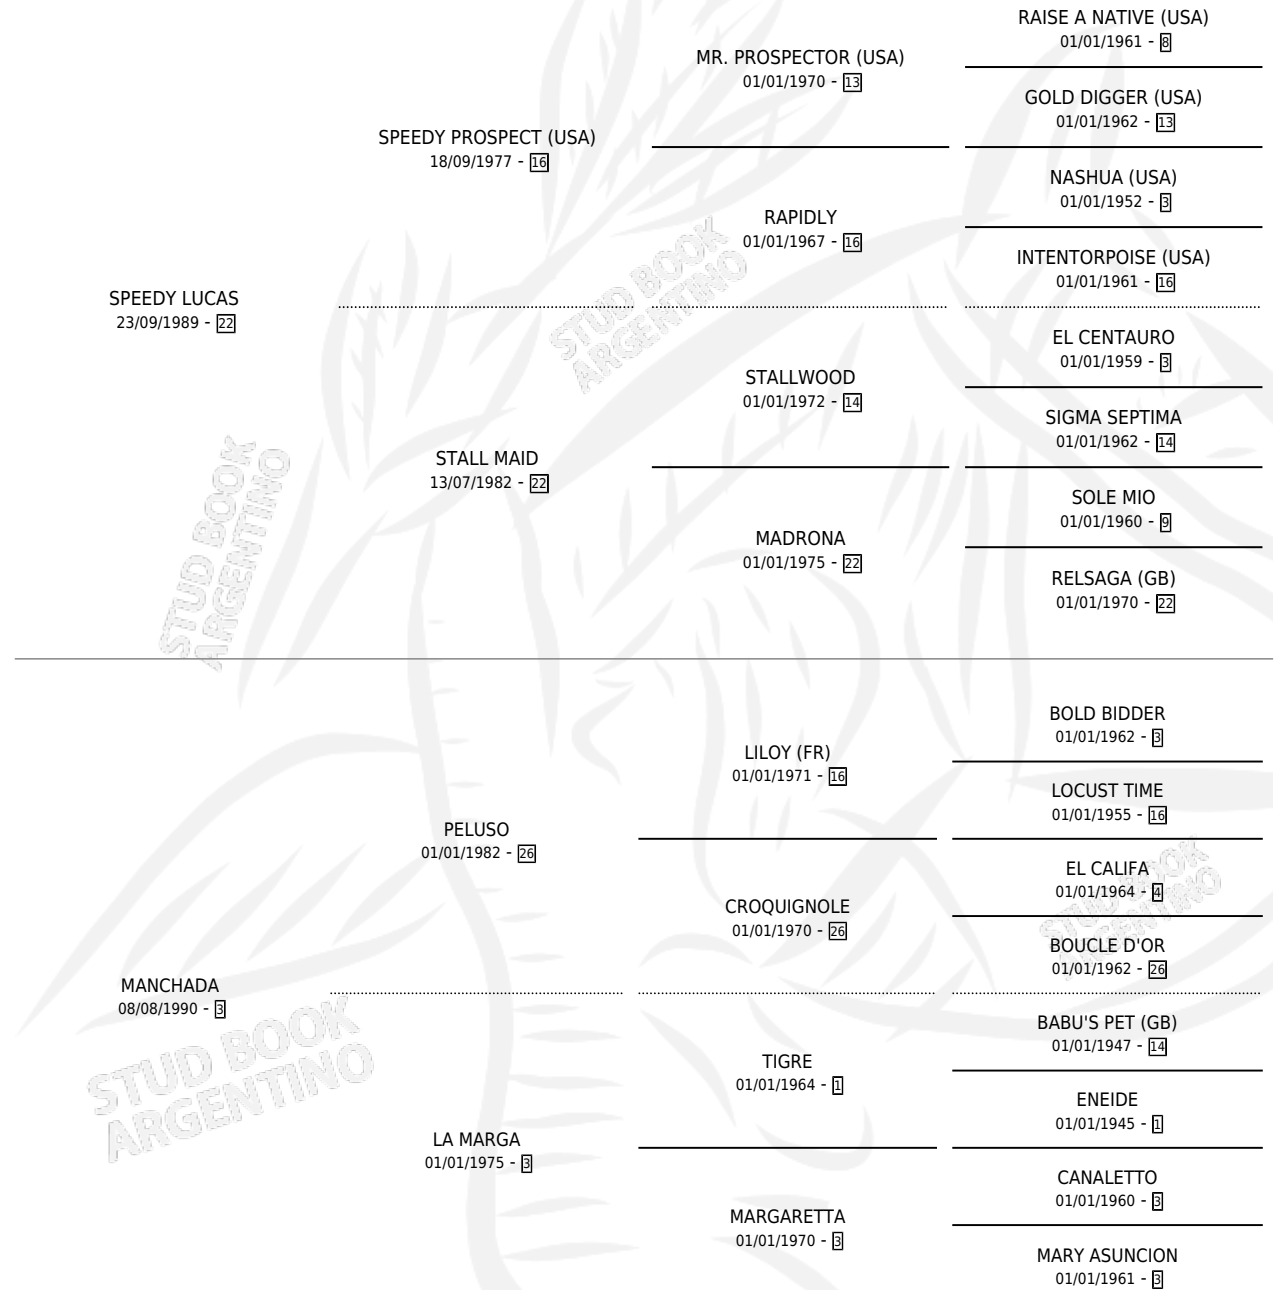 RAISE A NATIVE (USA)
01/01/1961 - 8
MR. PROSPECTOR (USA)
01/01/1970 - 13
GOLD DIGGER (USA)
01/01/1962 - 13
SPEEDY PROSPECT (USA)
18/09/1977 - 16
NASHUA (USA)
01/01/1952 - 3
RAPIDLY
01/01/1967 - 16
INTENTORPOISE (USA)
01/01/1961 - 16
SPEEDY LUCAS
23/09/1989 - 22
EL CENTAURO
01/01/1959 - 3
STALLWOOD
01/01/1972 - 14
SIGMA SEPTIMA
01/01/1962 - 14
STALL MAID
13/07/1982 - 22
SOLE MIO
01/01/1960 - 9
MADRONA
01/01/1975 - 22
RELSAGA (GB)
01/01/1970 - 22
BOLD BIDDER
01/01/1962 - 3
LILOY (FR)
01/01/1971 - 16
LOCUST TIME
01/01/1955 - 16
PELUSO
01/01/1982 - 26
EL CALIFA
01/01/1964 - 4
CROQUIGNOLE
01/01/1970 - 26
BOUCLE D'OR
01/01/1962 - 26
MANCHADA
08/08/1990 - 3
BABU'S PET (GB)
01/01/1947 - 14
TIGRE
01/01/1964 - 1
ENEIDE
01/01/1945 - 1
LA MARGA
01/01/1975 - 3
CANALETTO
01/01/1960 - 3
MARGARETTA
01/01/1970 - 3
MARY ASUNCION
01/01/1961 - 3
STUD BOOK
ARGENTINO
STUD BOOK
ARGENTINO
STUD BOOK
ARGENTINO
STUD BOOK
ARGENTINO